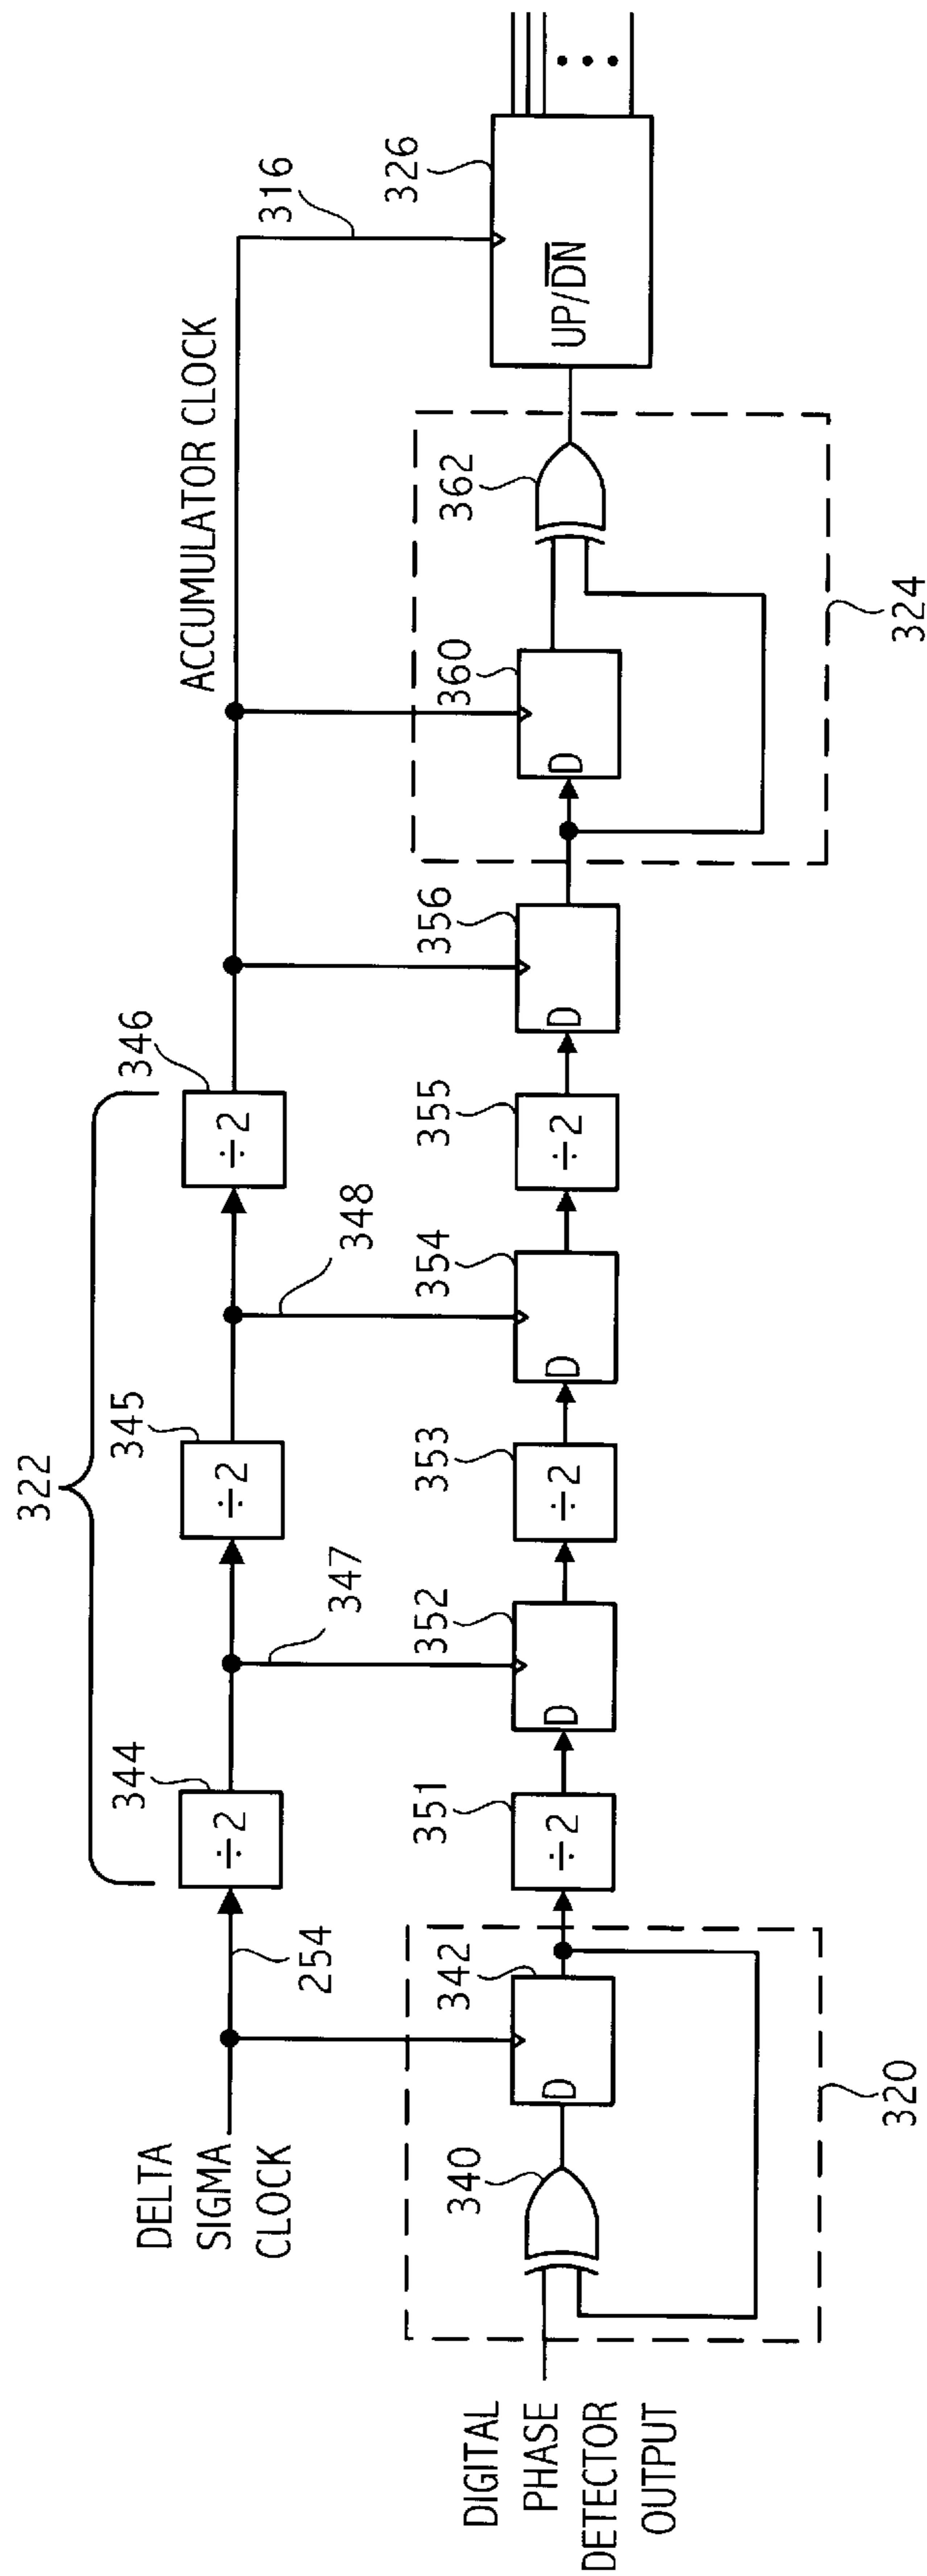 DELTA
SIGMA
CLOCK
254
322
344
÷2
347
345
÷2
348
346
÷2
ACCUMULATOR CLOCK
316
DIGITAL
PHASE
DETECTOR
OUTPUT
340
342
D
320
351
÷2
352
D
353
÷2
354
D
355
÷2
356
D
360
D
362
324
326
UP/D̅N̅